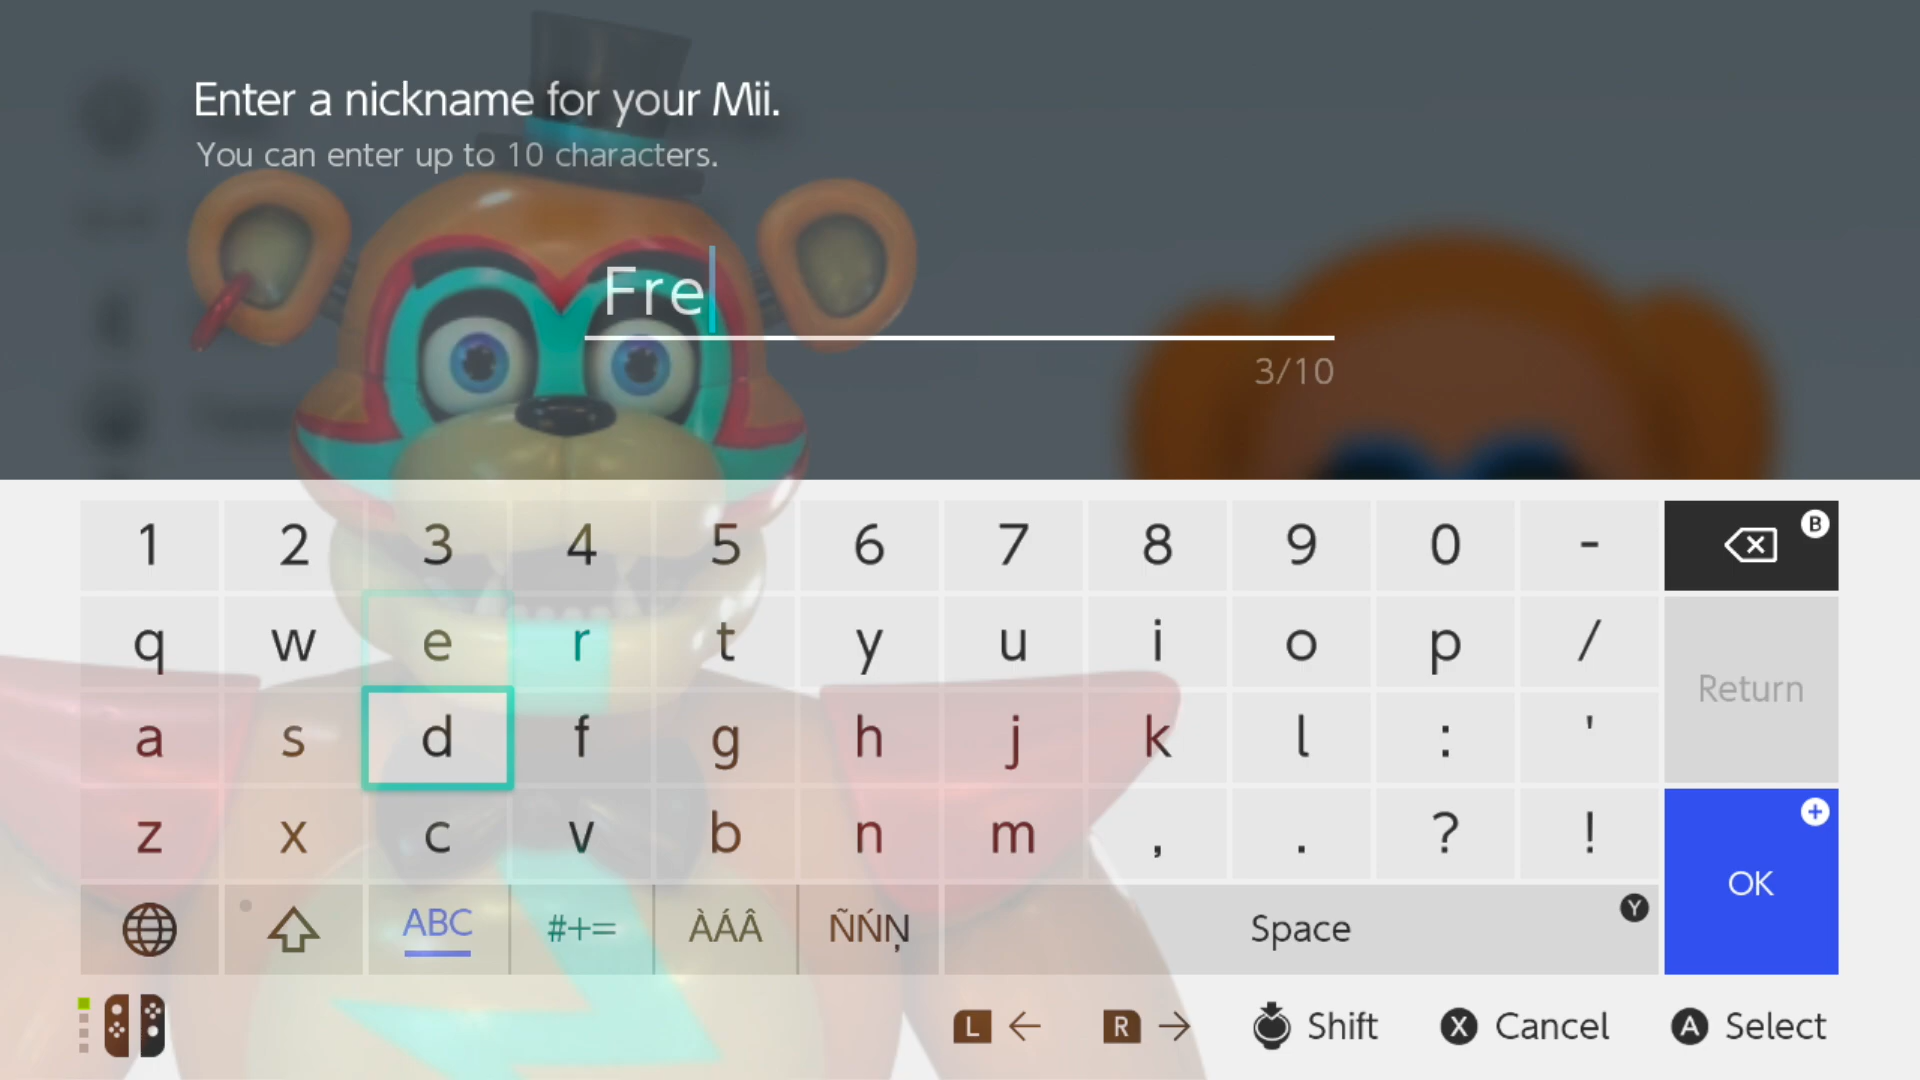 Enter a nickname for your Mii.
You can enter up to 10 characters.
Fre
3/10
1 2 3 4 5 6 7 8 9 0 - B
q w e r t y u i o p /
Return
a s d f g h j k l : '
z x c v b n m , . ? ! +
OK
ABC #+= ÀÁÂ ÑŃŅ Space Y
L ← R → Shift X Cancel A Select